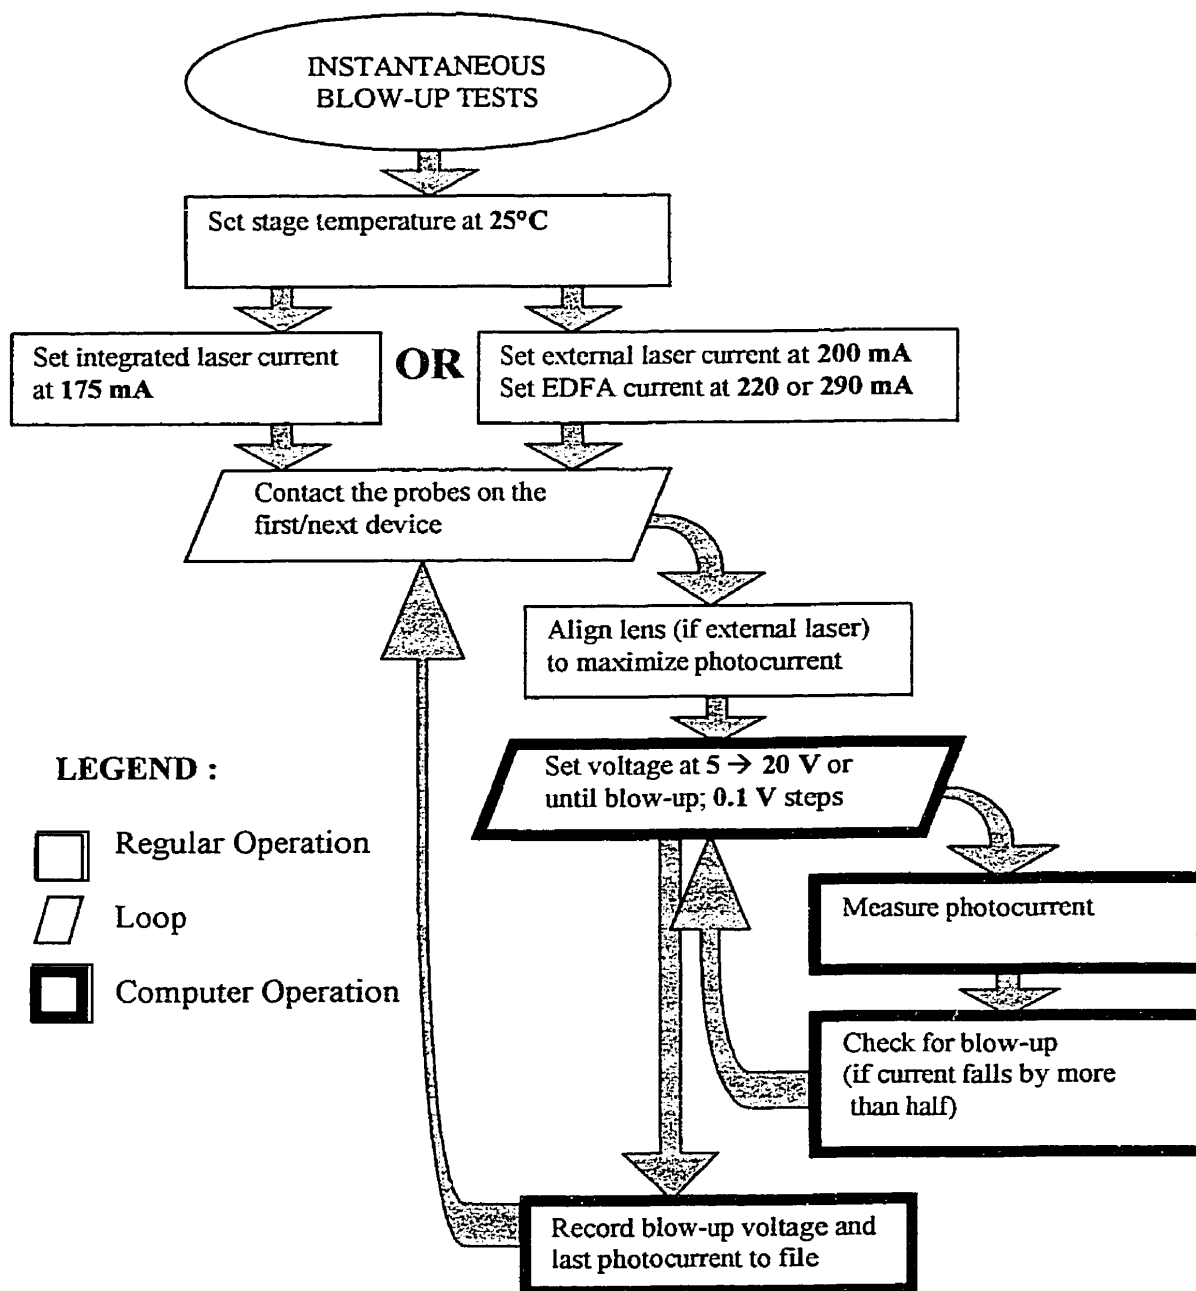 INSTANTANEOUS
BLOW-UP TESTS
Set stage temperature at 25°C
Set integrated laser current
at 175 mA
OR
Set external laser current at 200 mA
Set EDFA current at 220 or 290 mA
Contact the probes on the
first/next device
Align lens (if external laser)
to maximize photocurrent
Set voltage at 5 → 20 V or
until blow-up; 0.1 V steps
Measure photocurrent
Check for blow-up
(if current falls by more
than half)
Record blow-up voltage and
last photocurrent to file
LEGEND :
Regular Operation
Loop
Computer Operation